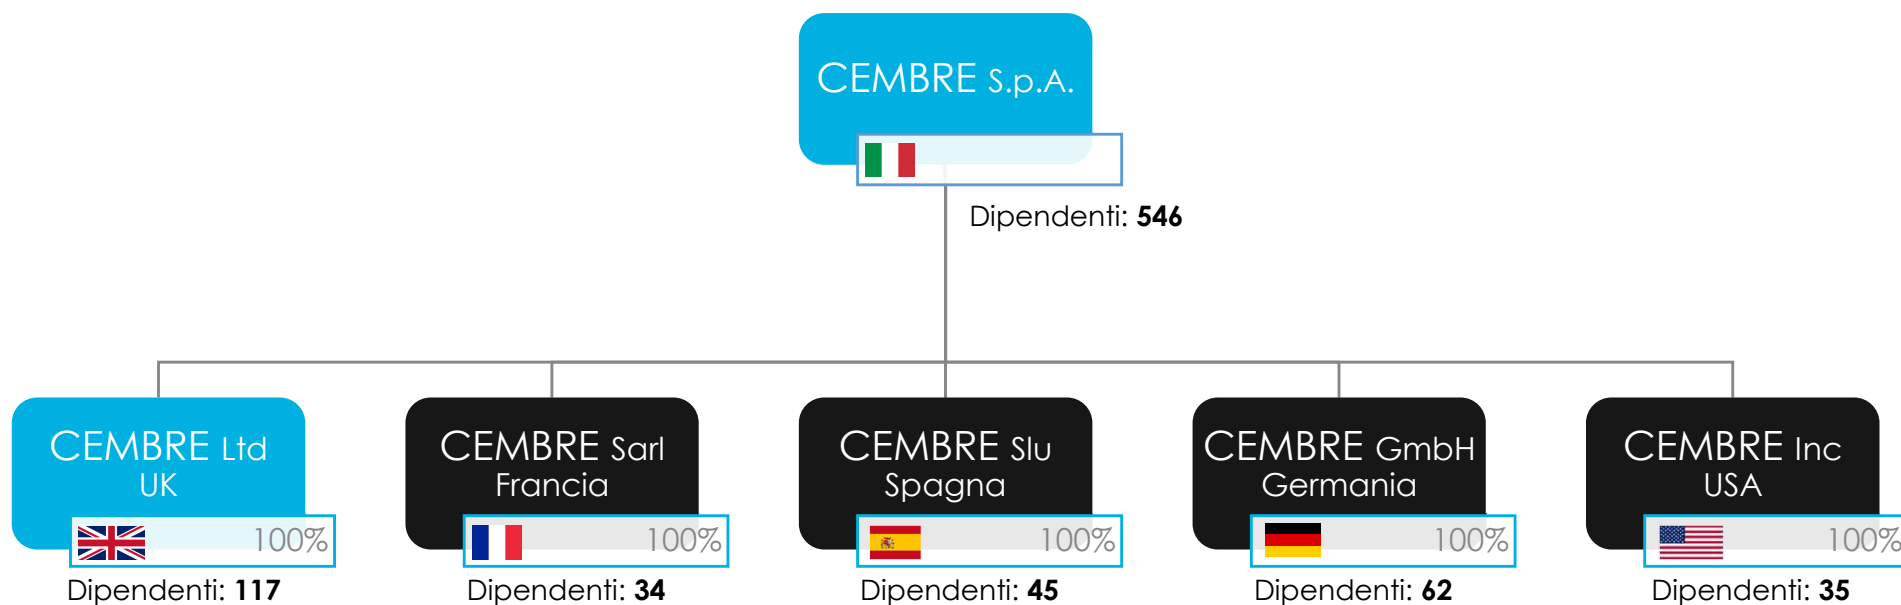 CEMBRE S.p.A.
Dipendenti: 546
CEMBRE Ltd
UK
100%
Dipendenti: 117
CEMBRE Sarl
Francia
100%
Dipendenti: 34
CEMBRE Slu
Spagna
100%
Dipendenti: 45
CEMBRE GmbH
Germania
100%
Dipendenti: 62
CEMBRE Inc
USA
100%
Dipendenti: 35